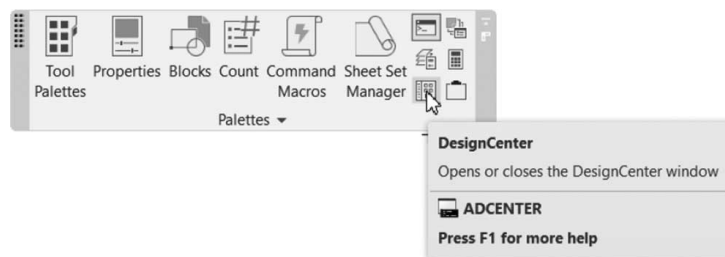 Tool Palettes
Properties
Blocks
Count
Command Macros
Sheet Set Manager
Palettes
DesignCenter
Opens or closes the DesignCenter window
ADCENTER
Press F1 for more help